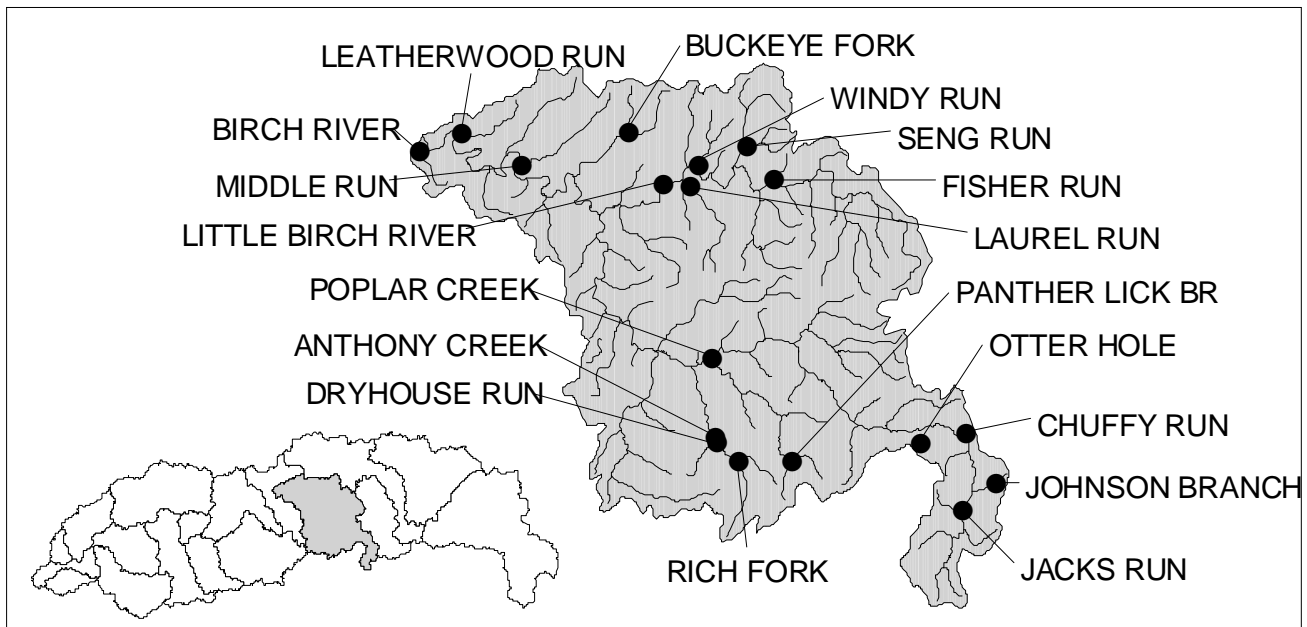 BUCKEYE FORK
LEATHERWOOD RUN
WINDY RUN
BIRCH RIVER
SENG RUN
MIDDLE RUN
FISHER RUN
LITTLE BIRCH RIVER
LAUREL RUN
POPLAR CREEK
PANTHER LICK BR
ANTHONY CREEK
OTTER HOLE
DRYHOUSE RUN
CHUFFY RUN
JOHNSON BRANCH
RICH FORK
JACKS RUN